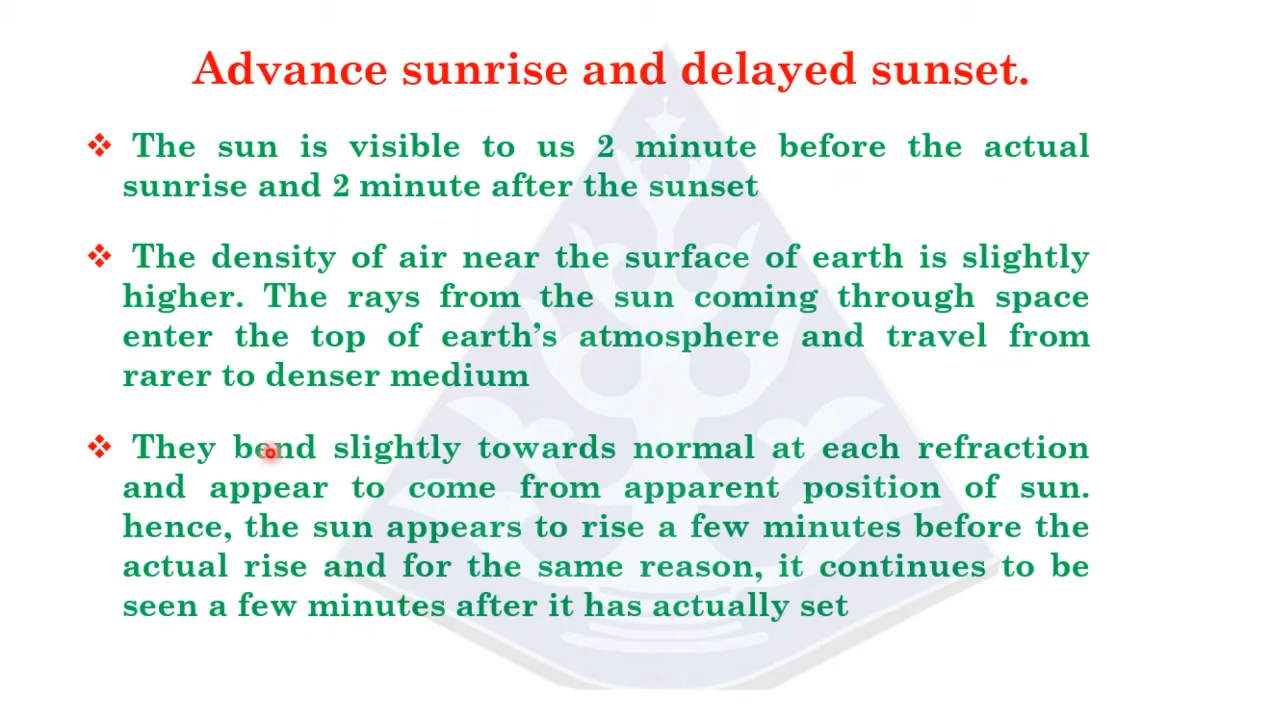 Advance sunrise and delayed sunset.
❖ The sun is visible to us 2 minute before the actual
sunrise and 2 minute after the sunset
❖ The density of air near the surface of earth is slightly
higher. The rays from the sun coming through space
enter the top of earth’s atmosphere and travel from
rarer to denser medium
❖ They bend slightly towards normal at each refraction
and appear to come from apparent position of sun.
hence, the sun appears to rise a few minutes before the
actual rise and for the same reason, it continues to be
seen a few minutes after it has actually set